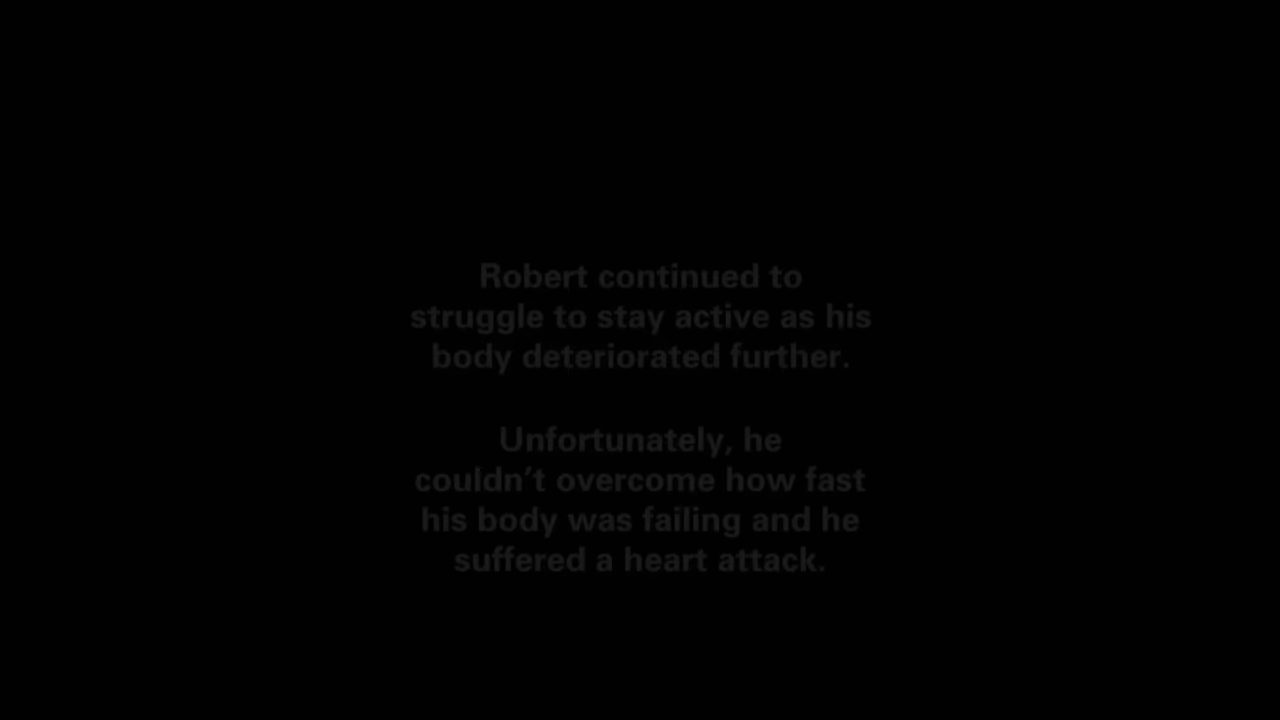 Robert continued to
struggle to stay active as his
body deteriorated further.
Unfortunately, he
couldn’t overcome how fast
his body was failing and he
suffered a heart attack.